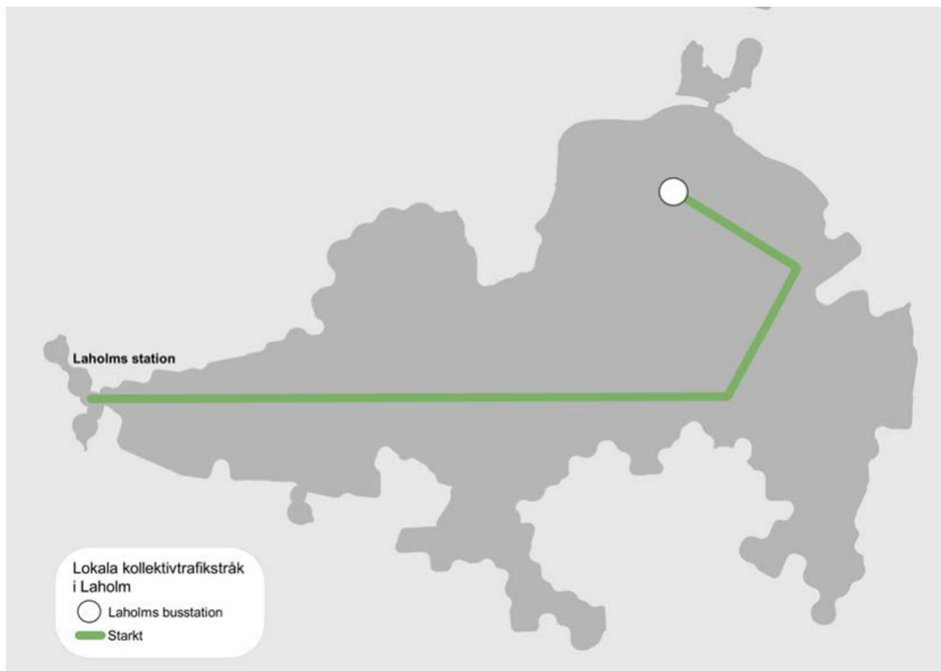 Laholms station
Lokala kollektivtrafikstråk
i Laholm
Laholms busstation
Starkt